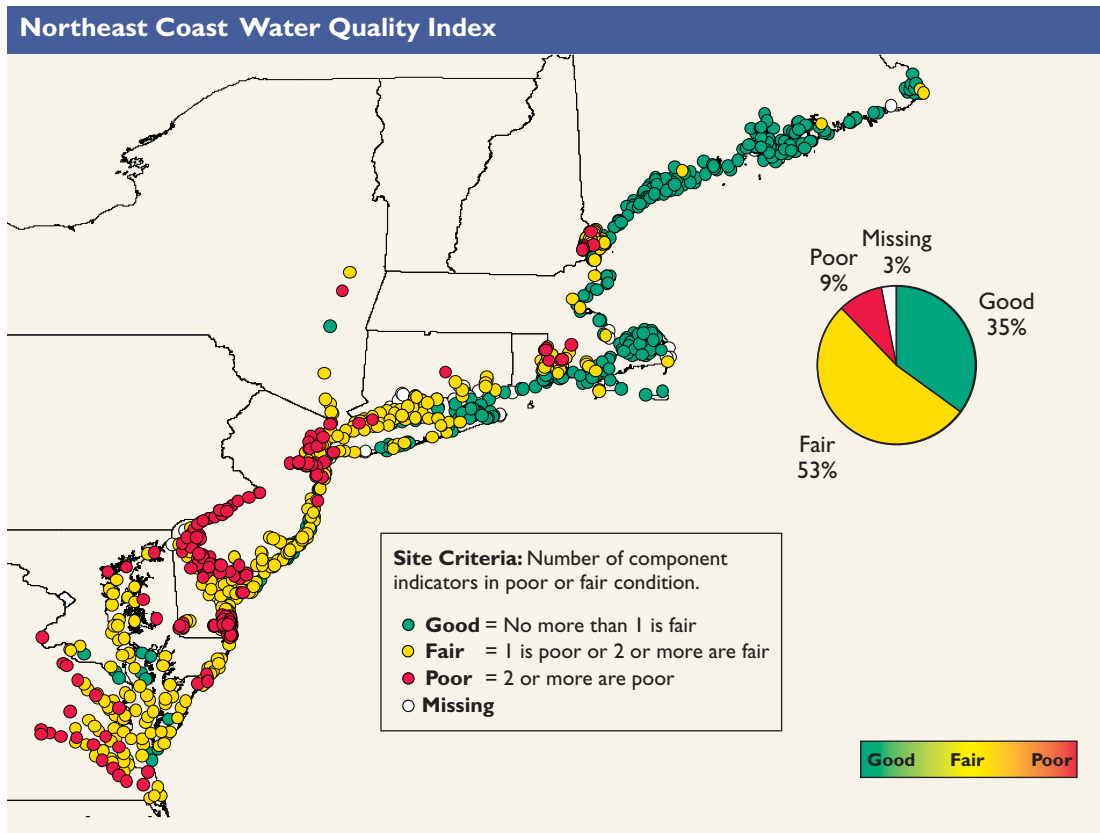 Northeast Coast Water Quality Index
Missing
3%
Poor
9%
Good
35%
Fair
53%
Site Criteria: Number of component
indicators in poor or fair condition.
Good = No more than 1 is fair
Fair = 1 is poor or 2 or more are fair
Poor = 2 or more are poor
Missing
Good Fair Poor